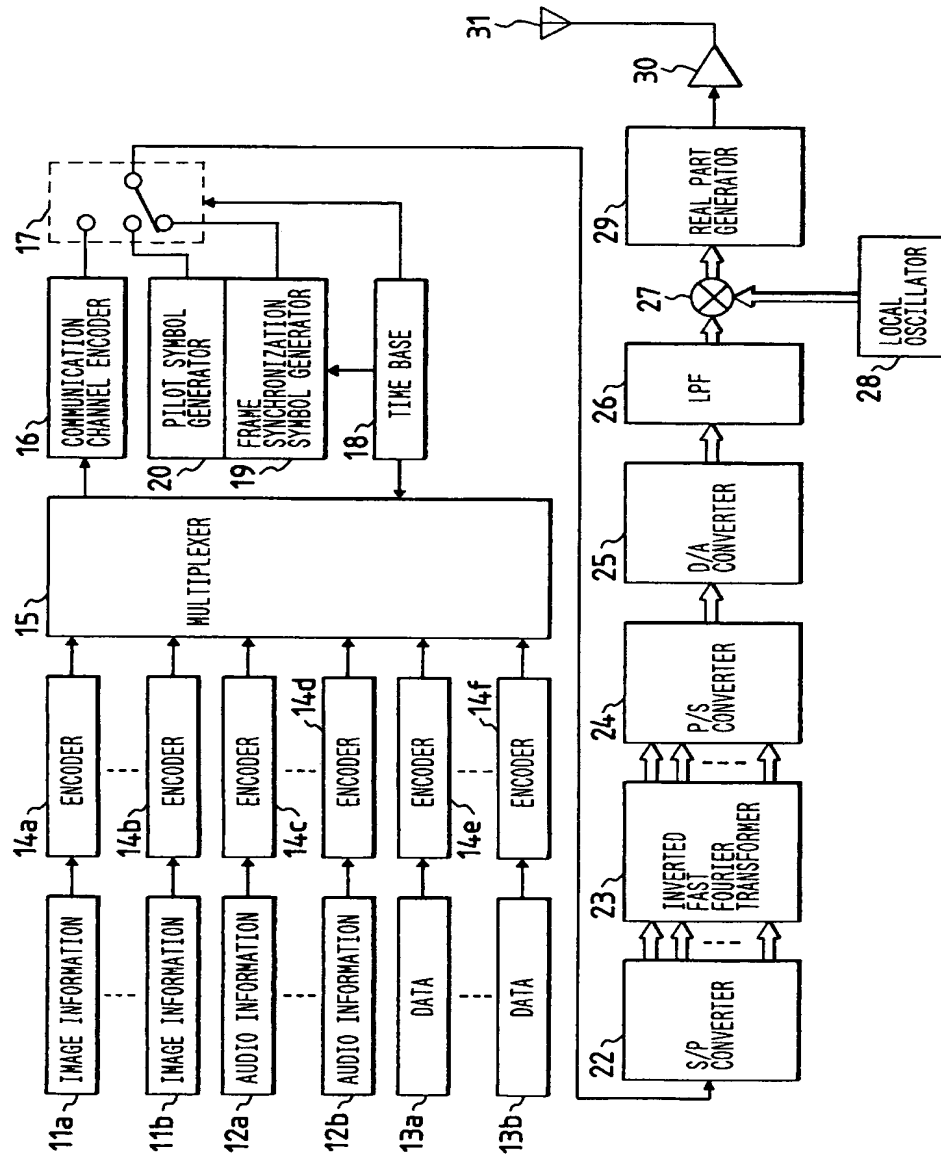 11a
IMAGE INFORMATION
14a
ENCODER
11b
IMAGE INFORMATION
14b
ENCODER
12a
AUDIO INFORMATION
14c
ENCODER
12b
AUDIO INFORMATION
14d
ENCODER
13a
DATA
14e
ENCODER
13b
DATA
14f
ENCODER
15
MULTIPLEXER
16
COMMUNICATION
CHANNEL ENCODER
17
20
PILOT SYMBOL
GENERATOR
19
FRAME
SYNCHRONIZATION
SYMBOL GENERATOR
18
TIME BASE
22
S/P
CONVERTER
23
INVERTED
FAST
FOURIER
TRANSFORMER
24
P/S
CONVERTER
25
D/A
CONVERTER
26
LPF
27
28
LOCAL
OSCILLATOR
29
REAL PART
GENERATOR
30
31